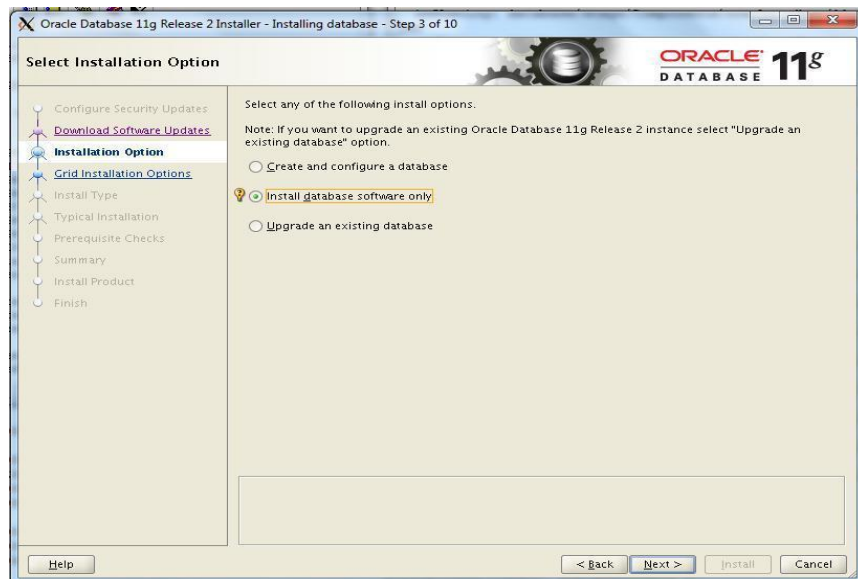 Oracle Database 11g Release 2 Installer - Installing database - Step 3 of 10
Select Installation Option
ORACLE
DATABASE
11g
Configure Security Updates
Download Software Updates
Installation Option
Grid Installation Options
Install Type
Typical Installation
Prerequisite Checks
Summary
Install Product
Finish
Select any of the following install options.
Note: If you want to upgrade an existing Oracle Database 11g Release 2 instance select "Upgrade an
existing database" option.
Create and configure a database
Install database software only
Upgrade an existing database
Help
< Back
Next >
Install
Cancel